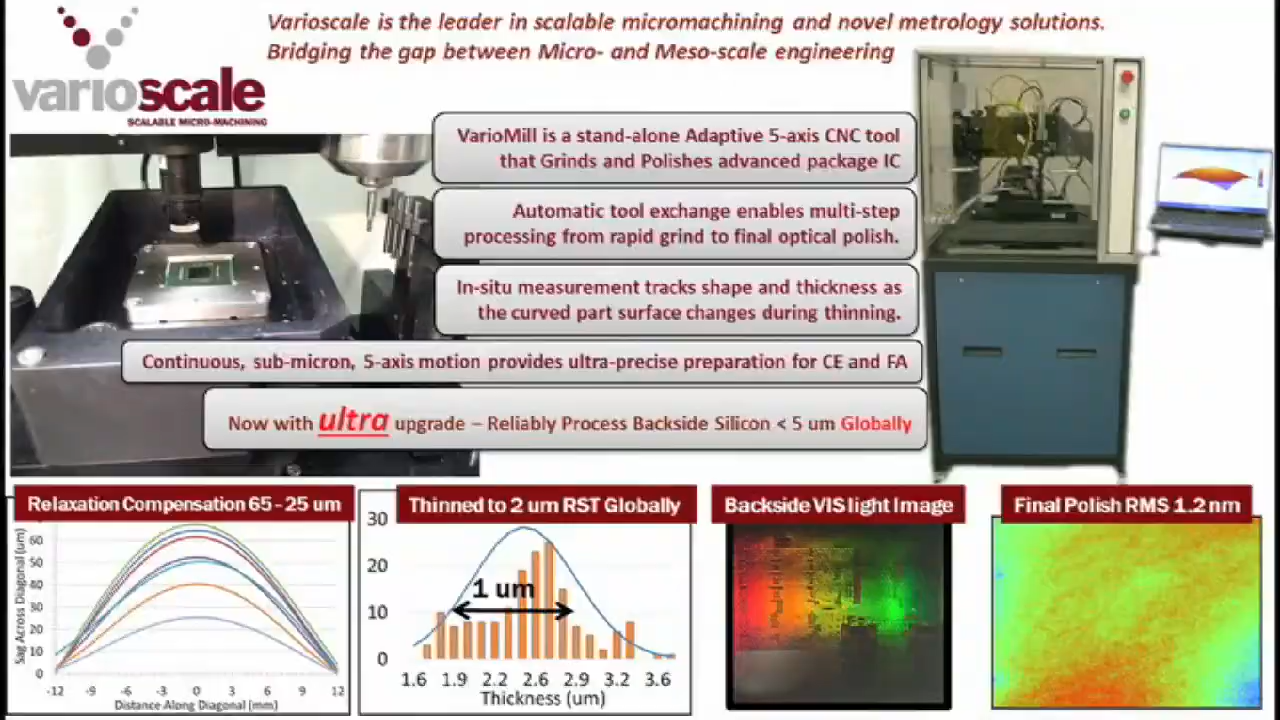 Varioscale is the leader in scalable micromachining and novel metrology solutions.
Bridging the gap between Micro- and Meso-scale engineering
varioscale
SCALABLE MICRO-MACHINING
VarioMill is a stand-alone Adaptive 5-axis CNC tool
that Grinds and Polishes advanced package IC
Automatic tool exchange enables multi-step
processing from rapid grind to final optical polish.
In-situ measurement tracks shape and thickness as
the curved part surface changes during thinning.
Continuous, sub-micron, 5-axis motion provides ultra-precise preparation for CE and FA
Now with ultra upgrade – Reliably Process Backside Silicon < 5 um Globally
Relaxation Compensation 65 - 25 um
Sag Across Diagonal (um)
60
50
40
30
20
10
0
-12 -9 -6 -3 0 3 6 9 12
Distance Along Diagonal (mm)
Thinned to 2 um RST Globally
30
20
10
0
1 um
1.6 1.9 2.2 2.6 2.9 3.2 3.6
Thickness (um)
Backside VIS light Image
Final Polish RMS 1.2 nm